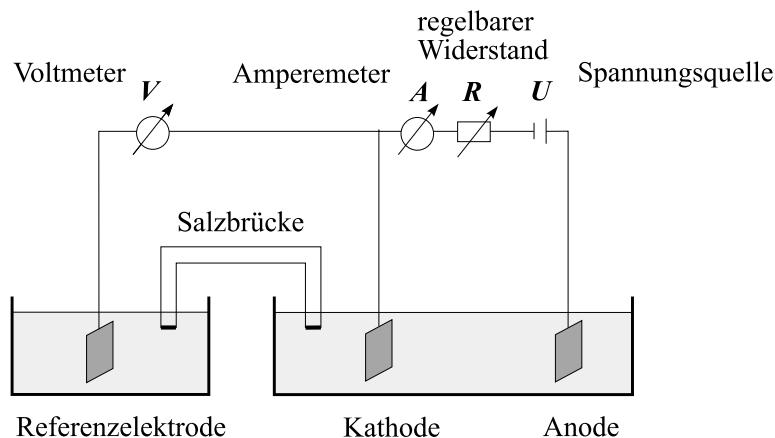 regelbarer
Widerstand
Voltmeter
Amperemeter
Spannungsquelle
V
A
R
U
Salzbrücke
Referenzelektrode
Kathode
Anode